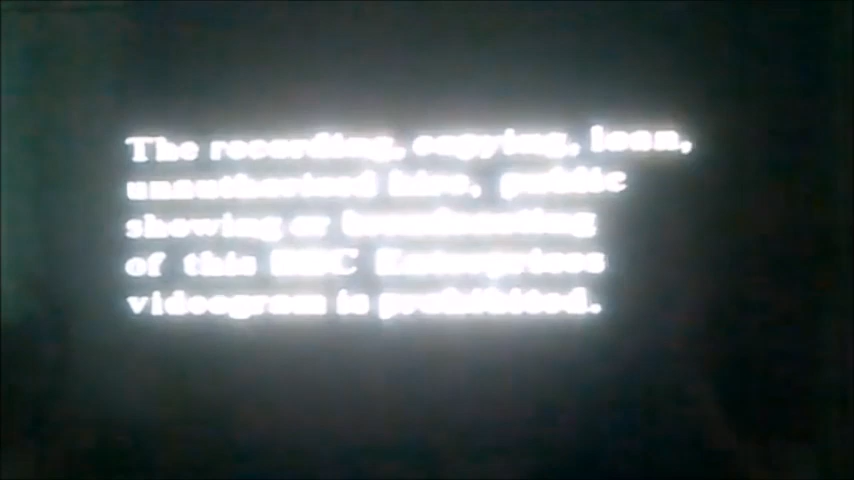 The recording, copying, loan,
unauthorised hire, public
showing or broadcasting
of this BBC Enterprises
videogram is prohibited.